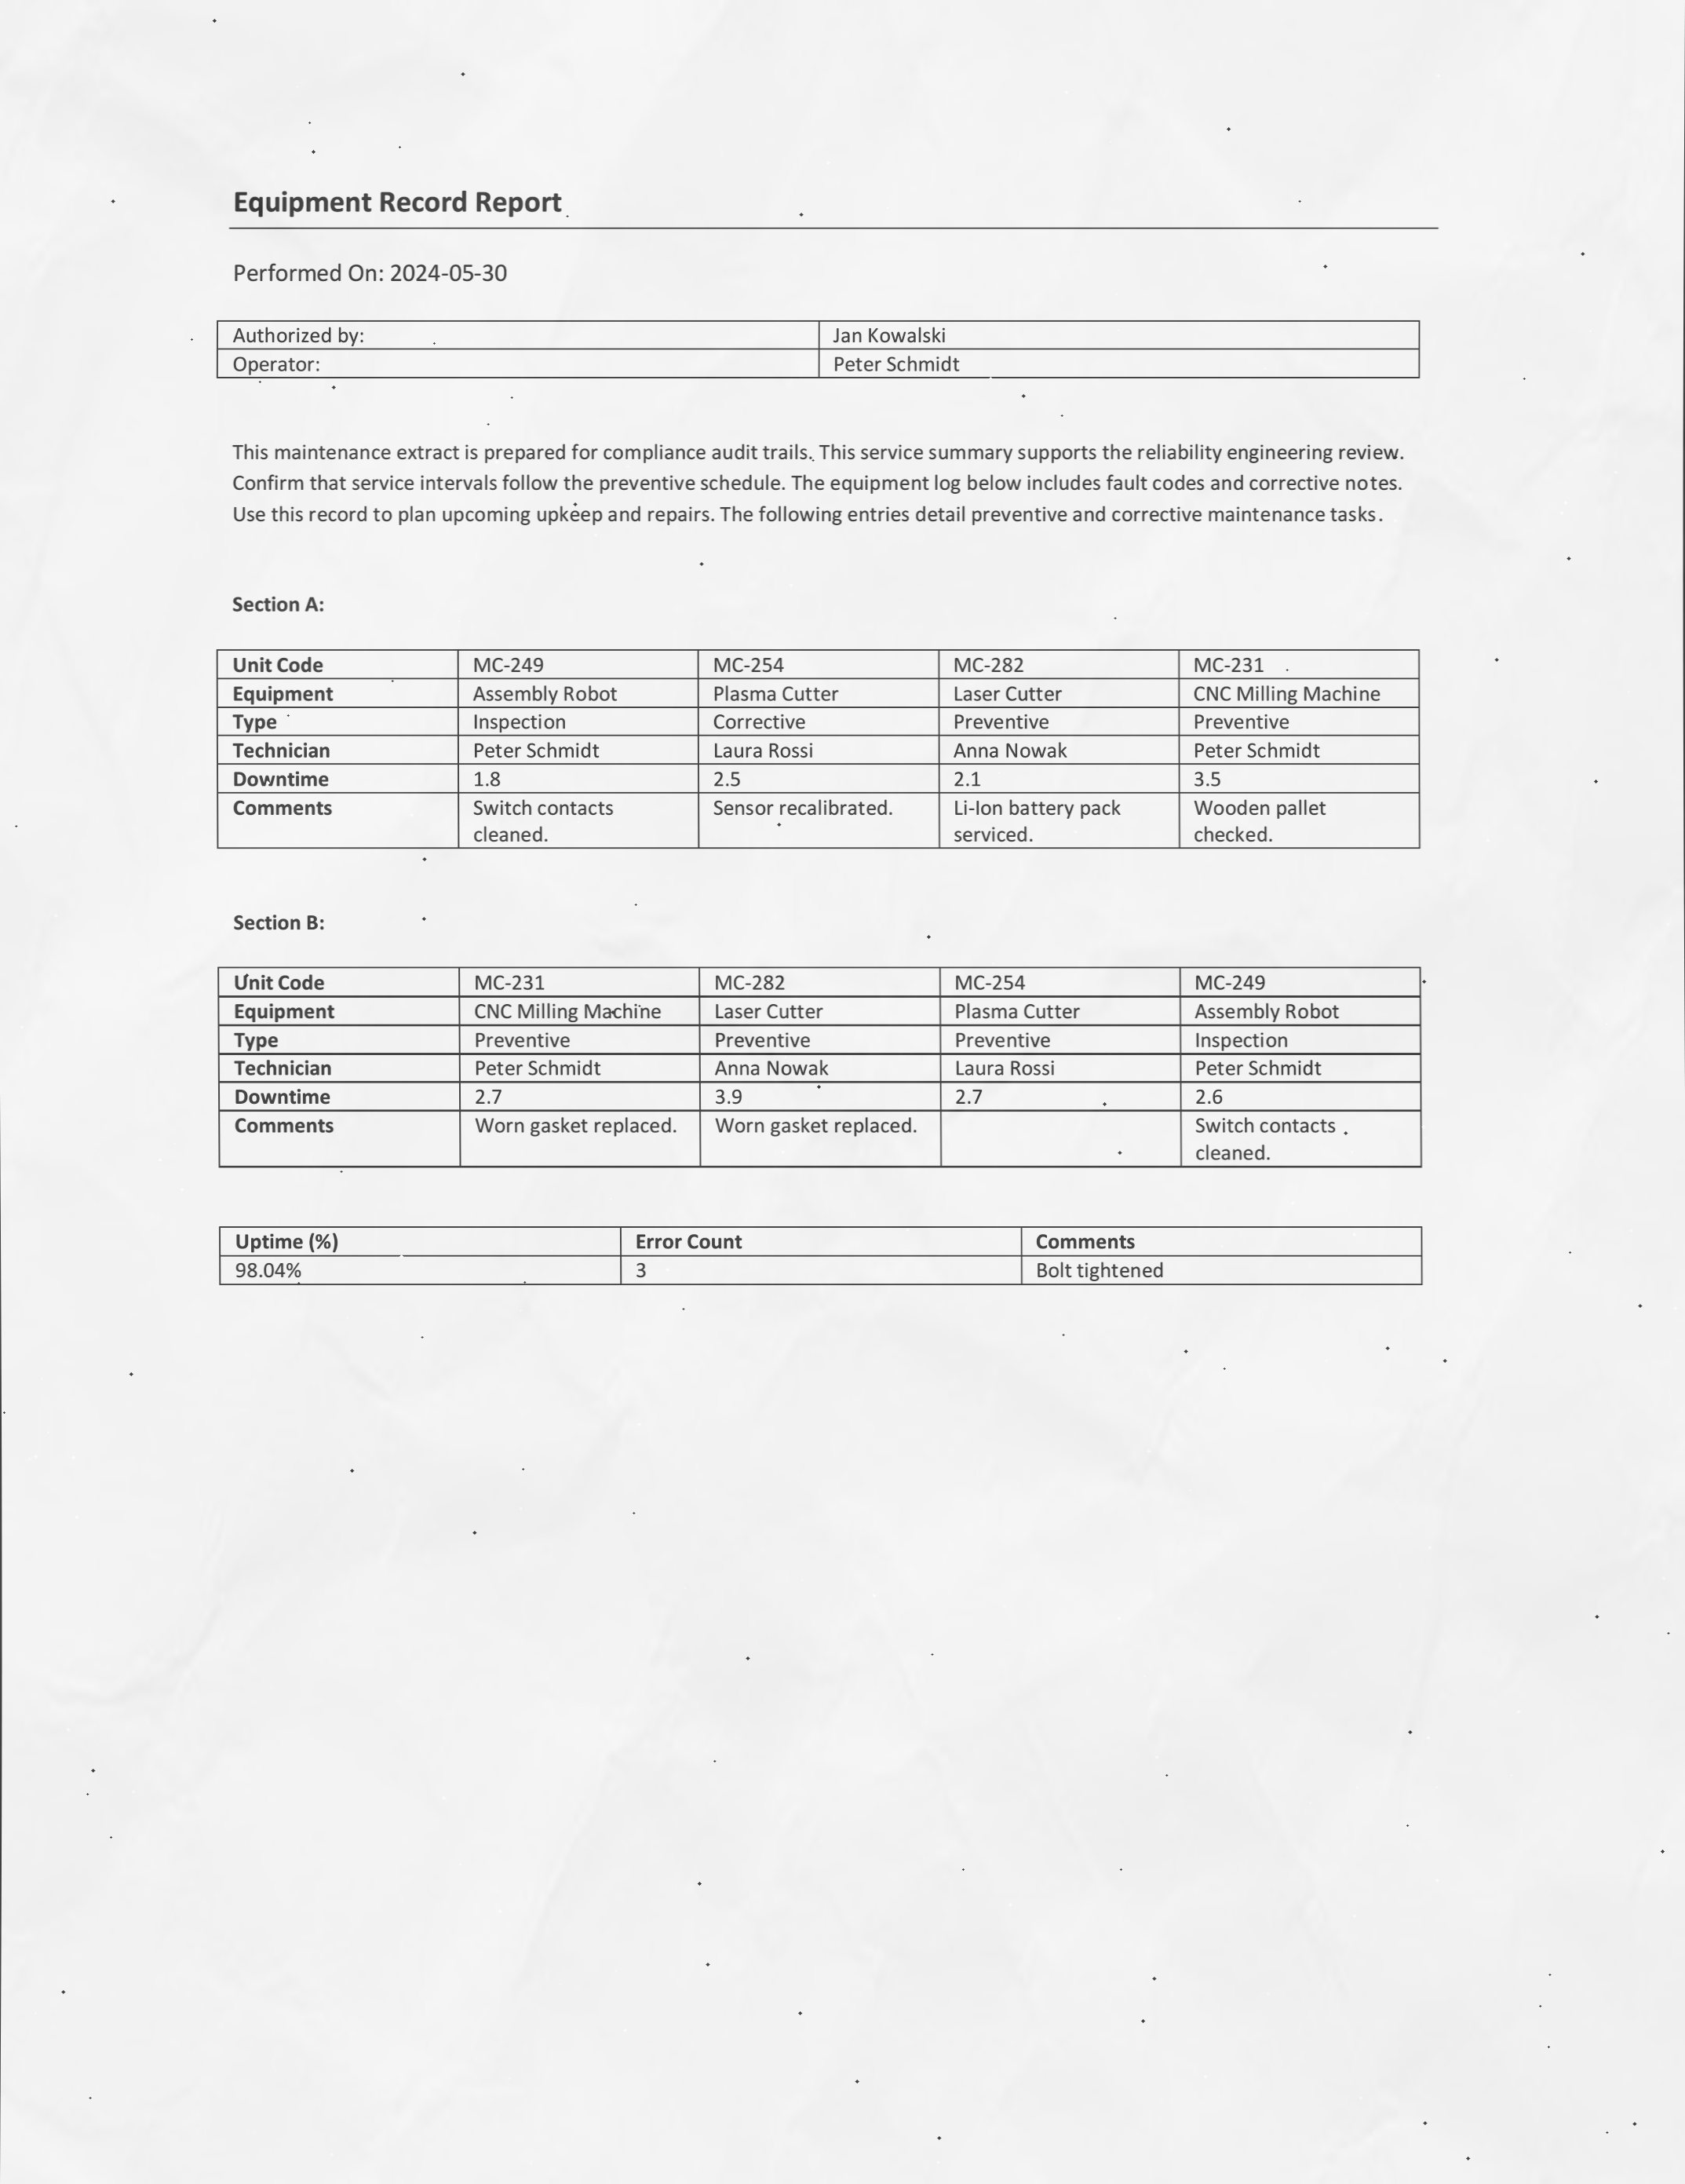 Equipment Record Report
Performed On: 2024-05-30
Authorized by: Jan Kowalski
Operator: Peter Schmidt
This maintenance extract is prepared for compliance audit trails. This service summary supports the reliability engineering review.
Confirm that service intervals follow the preventive schedule. The equipment log below includes fault codes and corrective notes.
Use this record to plan upcoming upkeep and repairs. The following entries detail preventive and corrective maintenance tasks.
Section A:
Unit Code MC-249 MC-254 MC-282 MC-231
Equipment Assembly Robot Plasma Cutter Laser Cutter CNC Milling Machine
Type Inspection Corrective Preventive Preventive
Technician Peter Schmidt Laura Rossi Anna Nowak Peter Schmidt
Downtime 1.8 2.5 2.1 3.5
Comments Switch contacts Sensor recalibrated. Li-Ion battery pack Wooden pallet
cleaned. serviced. checked.
Section B:
Unit Code MC-231 MC-282 MC-254 MC-249
Equipment CNC Milling Machine Laser Cutter Plasma Cutter Assembly Robot
Type Preventive Preventive Preventive Inspection
Technician Peter Schmidt Anna Nowak Laura Rossi Peter Schmidt
Downtime 2.7 3.9 2.7 2.6
Comments Worn gasket replaced. Worn gasket replaced. Switch contacts
cleaned.
Uptime (%) Error Count Comments
98.04% 3 Bolt tightened